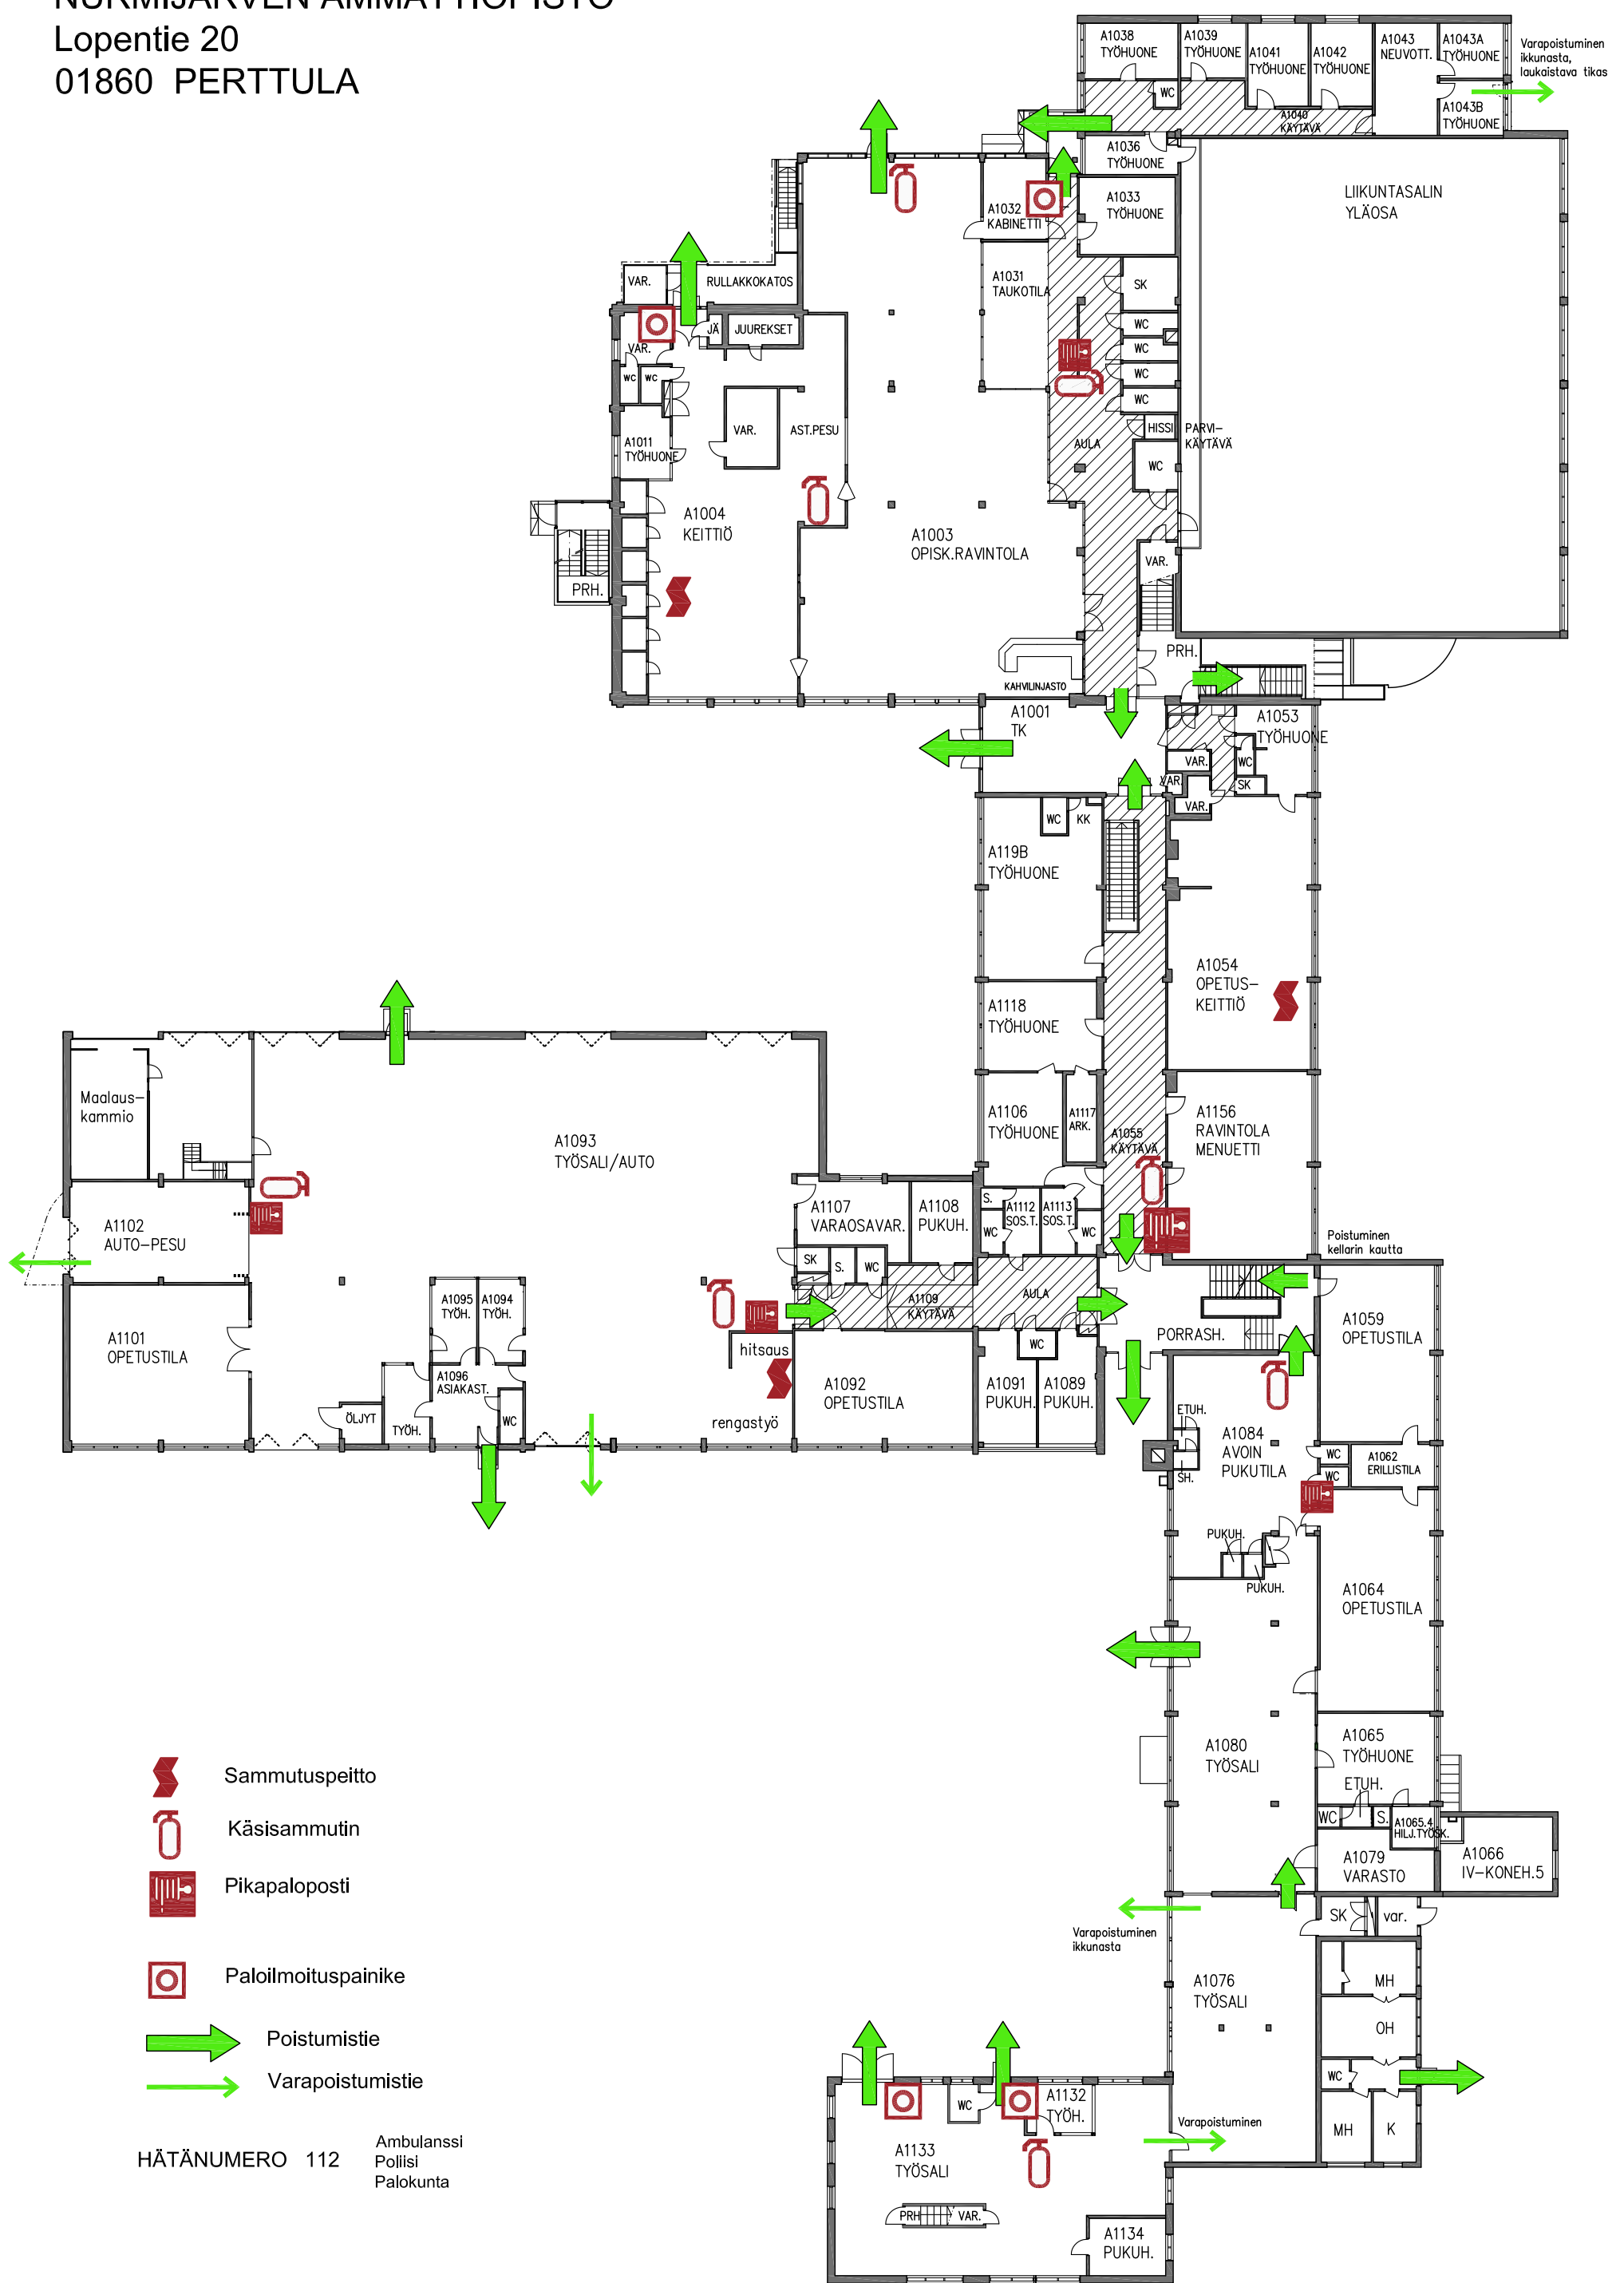 NURMIJÄRVEN AMMATTIOPISTO
Lopentie 20
01860 PERTTULA
A1038
TYÖHUONE
A1039
TYÖHUONE
A1041
TYÖHUONE
A1042
TYÖHUONE
A1043
NEUVOTT.
A1043A
TYÖHUONE
A1043B
TYÖHUONE
Varapoistuminen
ikkunasta,
laukaistava tikas
WC
A1040
KÄYTÄVÄ
A1036
TYÖHUONE
A1033
TYÖHUONE
LIIKUNTASALIN
YLÄOSA
A1032
KABINETTI
A1031
TAUKOTILA
SK
WC
WC
WC
WC
HISSI
PARVI-
KÄYTÄVÄ
AULA
WC
VAR.
RULLAKKOKATOS
VAR.
JÄ
JUUREKSET
WC
WC
A1011
TYÖHUONE
VAR.
AST.PESU
A1004
KEITTIÖ
A1003
OPISK.RAVINTOLA
VAR.
PRH.
PRH.
KAHVILINJASTO
A1001
TK
A1053
TYÖHUONE
VAR.
WC
VAR.
SK
VAR.
WC
KK
A119B
TYÖHUONE
A1054
OPETUS-
KEITTIÖ
A1118
TYÖHUONE
A1106
TYÖHUONE
A1117
ARK.
A1055
KÄYTÄVÄ
A1156
RAVINTOLA
MENUETTI
Maalaus-
kammio
A1093
TYÖSALI/AUTO
A1102
AUTO-PESU
A1107
VARAOSAVAR.
A1108
PUKUH.
S.
A1112
SOS.T.
A1113
SOS.T.
WC
WC
Poistuminen
kellarin kautta
SK
S.
WC
A1109
KÄYTÄVÄ
AULA
A1095
TYÖH.
A1094
TYÖH.
A1101
OPETUSTILA
PORRASH.
A1059
OPETUSTILA
hitsaus
WC
A1096
ASIAKAST.
A1092
OPETUSTILA
A1091
PUKUH.
A1089
PUKUH.
ÖLJYT
TYÖH.
WC
rengastyö
ETUH.
A1084
AVOIN
PUKUTILA
SH.
WC
WC
A1062
ERILLISTILA
PUKUH.
PUKUH.
A1064
OPETUSTILA
A1080
TYÖSALI
A1065
TYÖHUONE
ETUH.
WC
S.
A1065.4
HILJ.TYÖSK.
A1079
VARASTO
A1066
IV-KONEH.5
Sammutuspeitto
Käsisammutin
Pikapaloposti
Paloilmoituspainike
Poistumistie
Varapoistumistie
HÄTÄNUMERO 112
Ambulanssi
Poliisi
Palokunta
Varapoistuminen
ikkunasta
SK
var.
A1076
TYÖSALI
MH
OH
WC
MH
K
WC
A1132
TYÖH.
Varapoistuminen
A1133
TYÖSALI
PRH
VAR.
A1134
PUKUH.